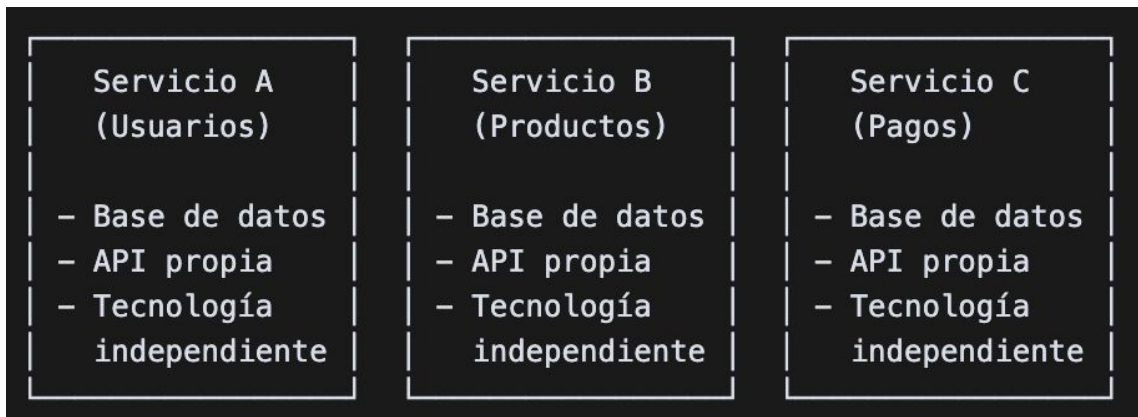 Servicio A
(Usuarios)
- Base de datos
- API propia
- Tecnología
independiente
Servicio B
(Productos)
- Base de datos
- API propia
- Tecnología
independiente
Servicio C
(Pagos)
- Base de datos
- API propia
- Tecnología
independiente